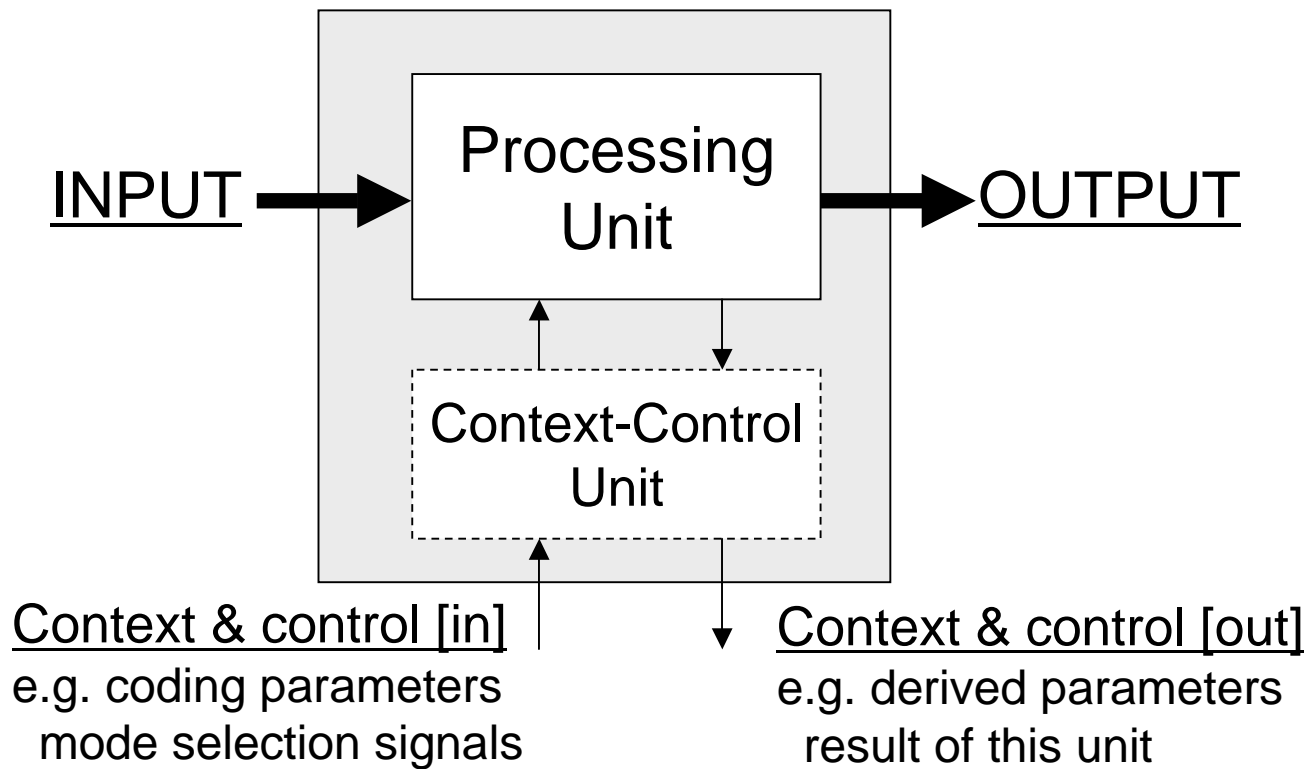 Processing
Unit
INPUT
OUTPUT
Context-Control
Unit
Context & control [in]
e.g. coding parameters
mode selection signals
Context & control [out]
e.g. derived parameters
result of this unit